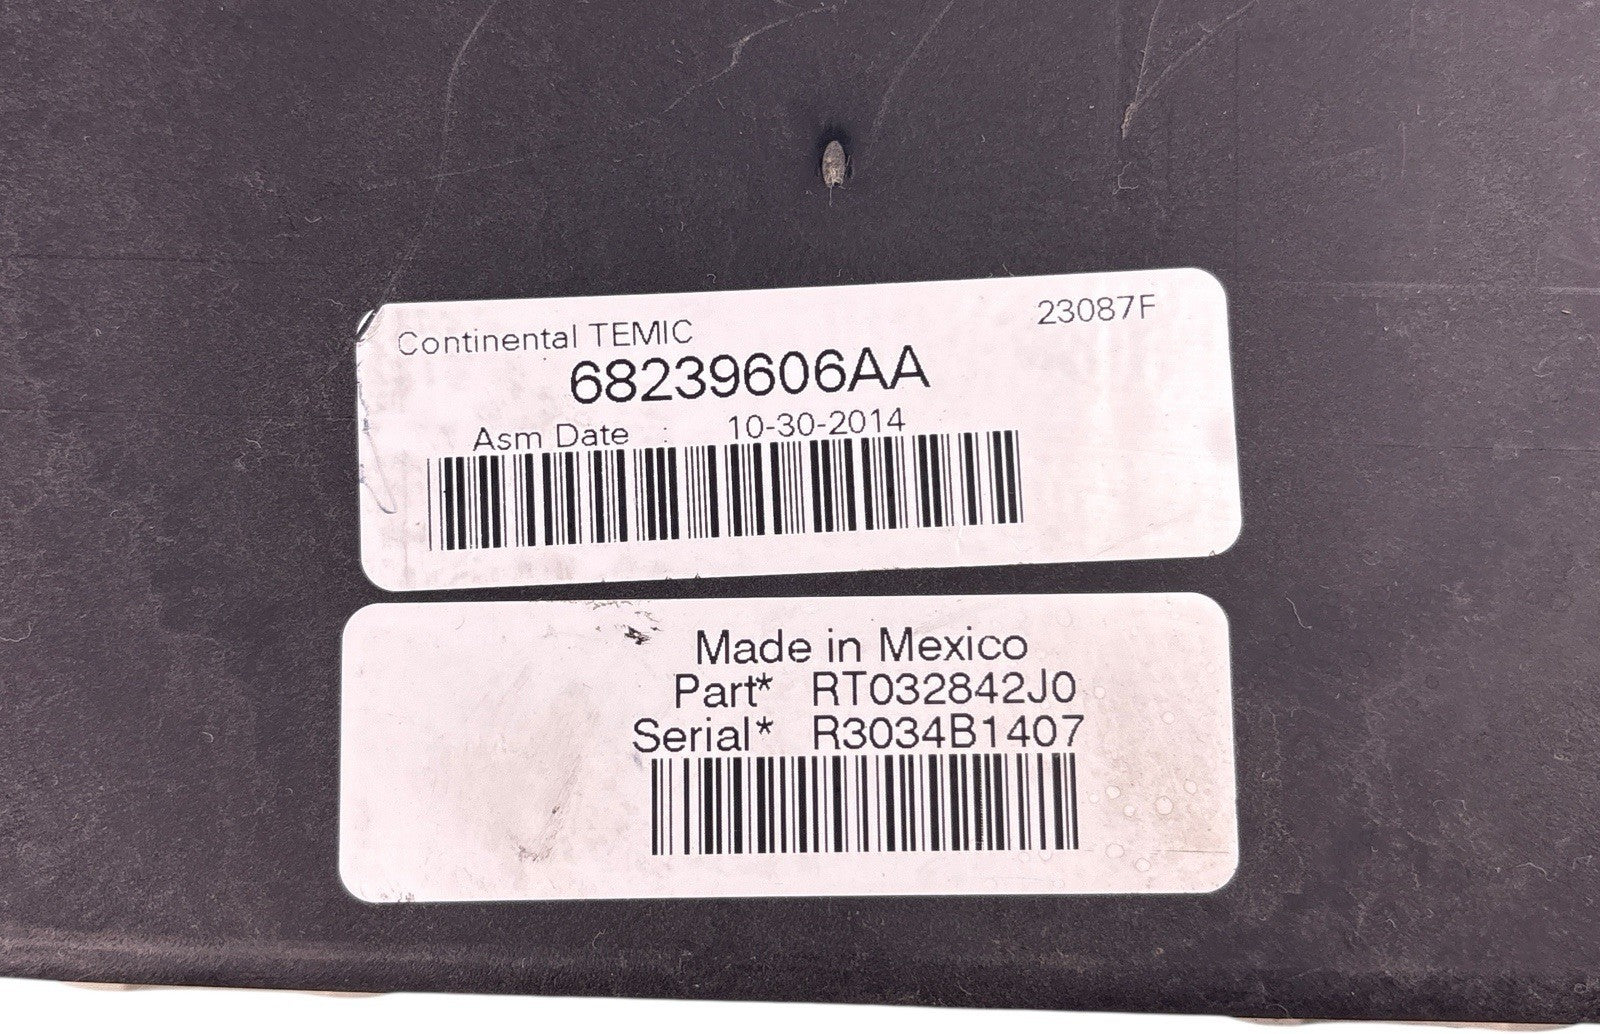 Continental TEMIC 23087F
68239606AA
Asm Date : 10-30-2014
Made in Mexico
Part* RT032842J0
Serial* R3034B1407